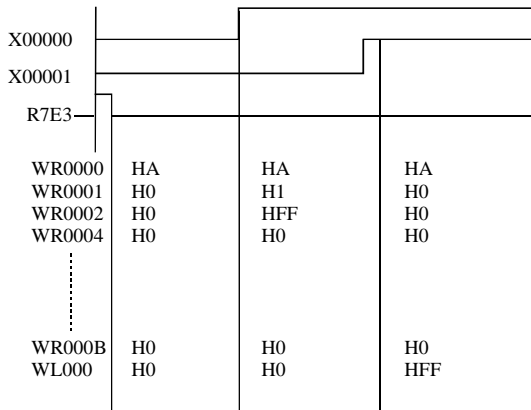 X00000
X00001
R7E3
WR0000 HA HA HA
WR0001 H0 H1 H0
WR0002 H0 HFF H0
WR0004 H0 H0 H0
WR000B H0 H0 H0
WL000 H0 H0 HFF